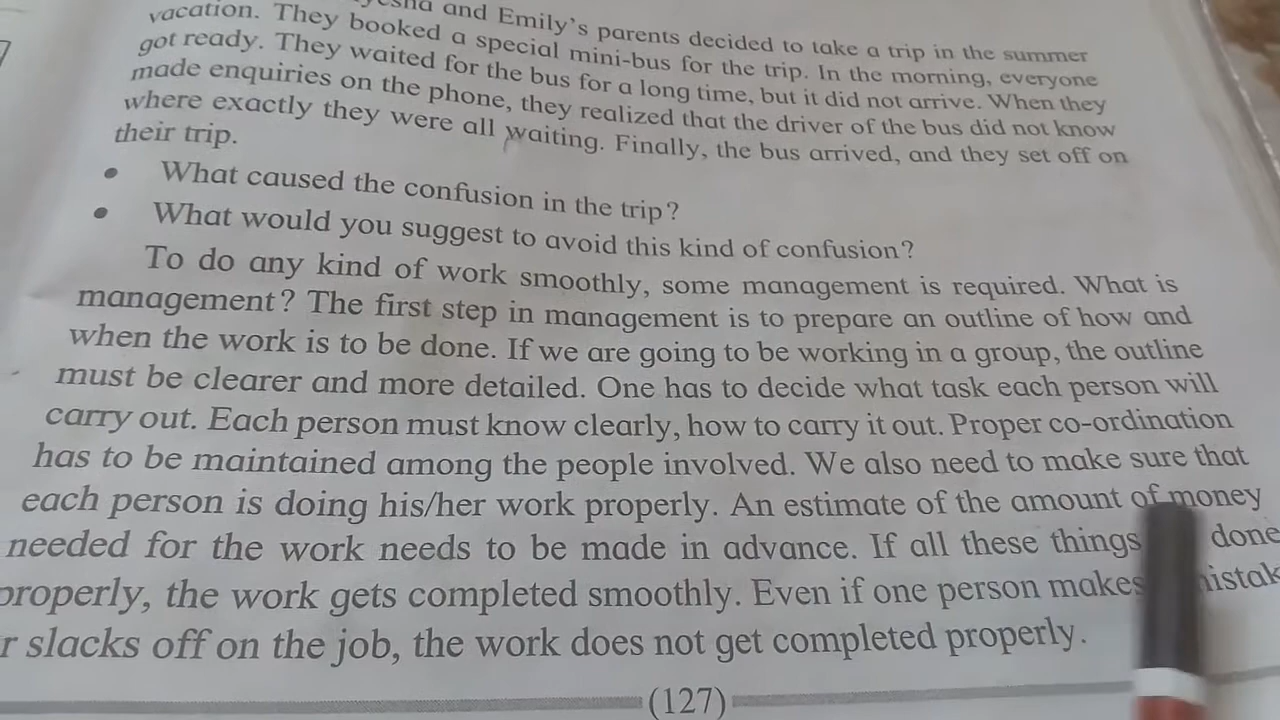 and Emily's parents decided to take a trip in the summer
vacation. They booked a special mini-bus for the trip. In the morning, everyone
got ready. They waited for the bus for a long time, but it did not arrive. When they
made enquiries on the phone, they realized that the driver of the bus did not know
where exactly they were all waiting. Finally, the bus arrived, and they set off on
their trip.
• What caused the confusion in the trip?
• What would you suggest to avoid this kind of confusion?
To do any kind of work smoothly, some management is required. What is
management? The first step in management is to prepare an outline of how and
when the work is to be done. If we are going to be working in a group, the outline
must be clearer and more detailed. One has to decide what task each person will
carry out. Each person must know clearly, how to carry it out. Proper co-ordination
has to be maintained among the people involved. We also need to make sure that
each person is doing his/her work properly. An estimate of the amount of money
needed for the work needs to be made in advance. If all these things done
properly, the work gets completed smoothly. Even if one person makes
slacks off on the job, the work does not get completed properly.
(127)